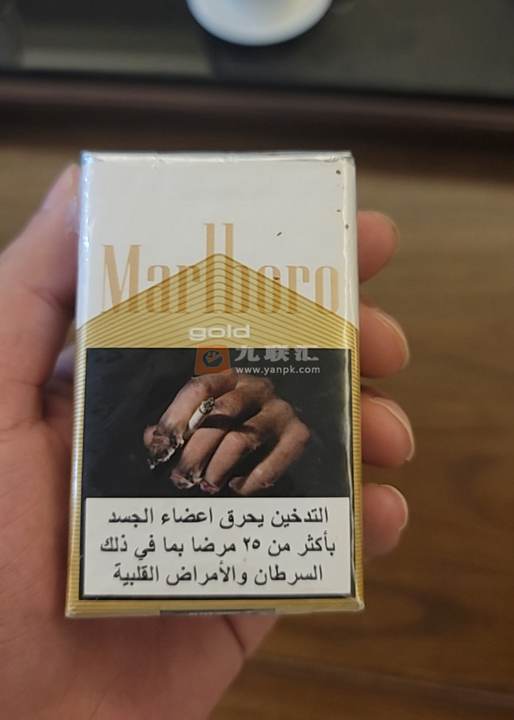 Marlboro
gold
九联汇
www.yanpk.com
التدخين يحرق اعضاء الجسد
بأكثر من ٢٥ مرضا بما في ذلك
السرطان والأمراض القلبية